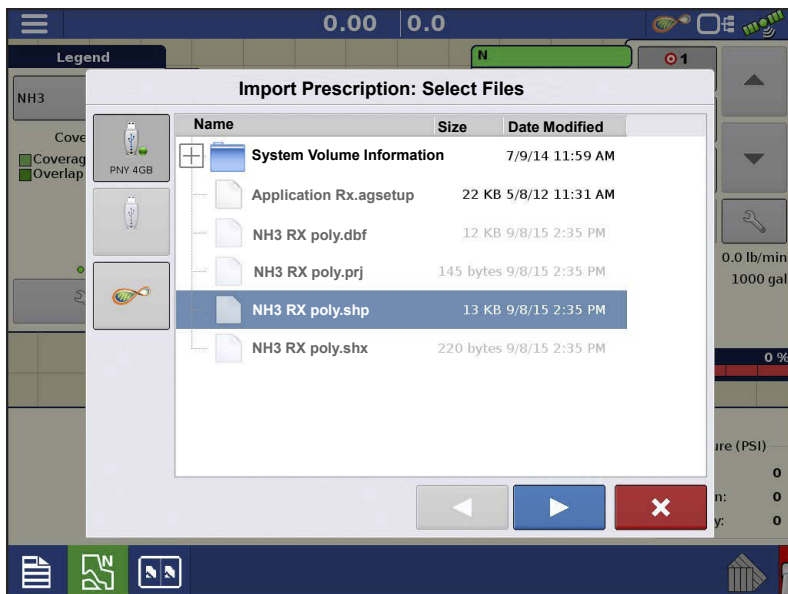 0.00 0.0
Legend
N
1
NH3
Import Prescription: Select Files
Name Size Date Modified
Cove
Coverag
Overlap
PNY 4GB
System Volume Information 7/9/14 11:59 AM
Application Rx.agsetup 22 KB 5/8/12 11:31 AM
NH3 RX poly.dbf 12 KB 9/8/15 2:35 PM
NH3 RX poly.prj 145 bytes 9/8/15 2:35 PM
NH3 RX poly.shp 13 KB 9/8/15 2:35 PM
NH3 RX poly.shx 220 bytes 9/8/15 2:35 PM
0.0 lb/min
1000 gal
0 %
ure (PSI)
0
n: 0
y: 0
N